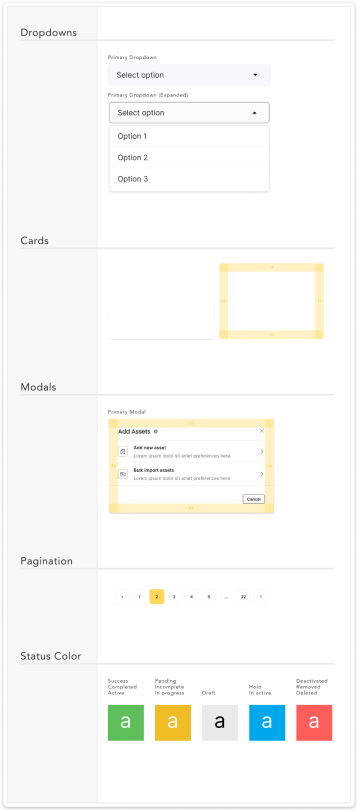 Dropdowns
Primary Dropdown
Select option
Primary Dropdown (Expanded)
Select option
Option 1
Option 2
Option 3
Cards
Modals
Primary Modal
Add Assets
Add new asset
Lorem ipsum dolor sit amet preferences here
Bulk import assets
Lorem ipsum dolor sit amet preferences here
Cancel
Pagination
1 2 3 4 5 ... 22
Status Color
Success
Completed
Active
Panding
Incomplete
In progress
Draft
Hold
In active
Deactivated
Removed
Deleted
a a a a a